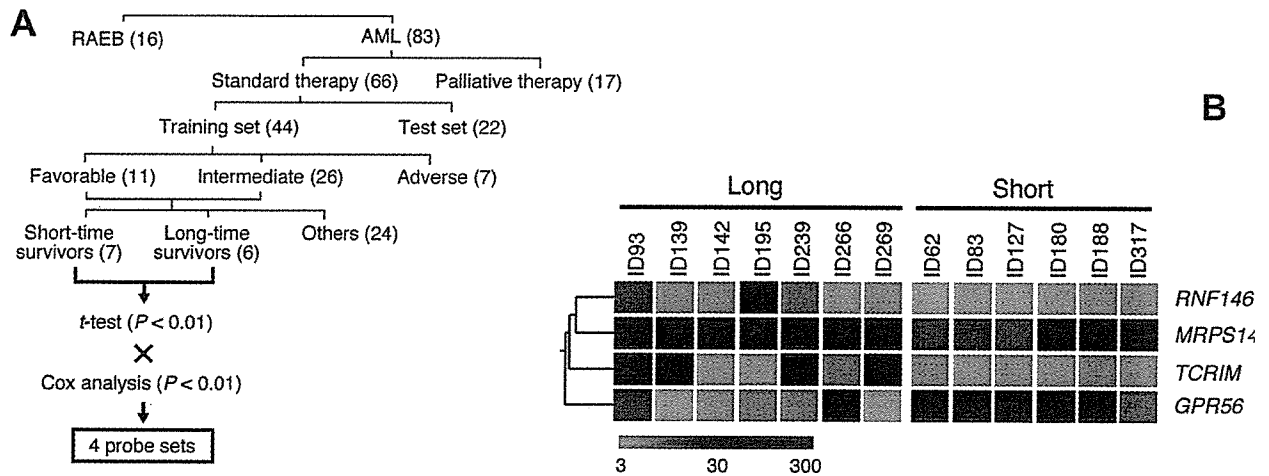 A
RAEB (16)
AML (83)
Standard therapy (66)
Palliative therapy (17)
Training set (44)
Test set (22)
Favorable (11)
Intermediate (26)
Adverse (7)
Short-time
survivors (7)
Long-time
survivors (6)
Others (24)
t-test (P < 0.01)
×
Cox analysis (P < 0.01)
4 probe sets
B
Long
Short
ID93
ID139
ID142
ID195
ID239
ID266
ID269
ID62
ID83
ID127
ID180
ID188
ID317
RNF146
MRPS14
TCRIM
GPR56
3 30 300